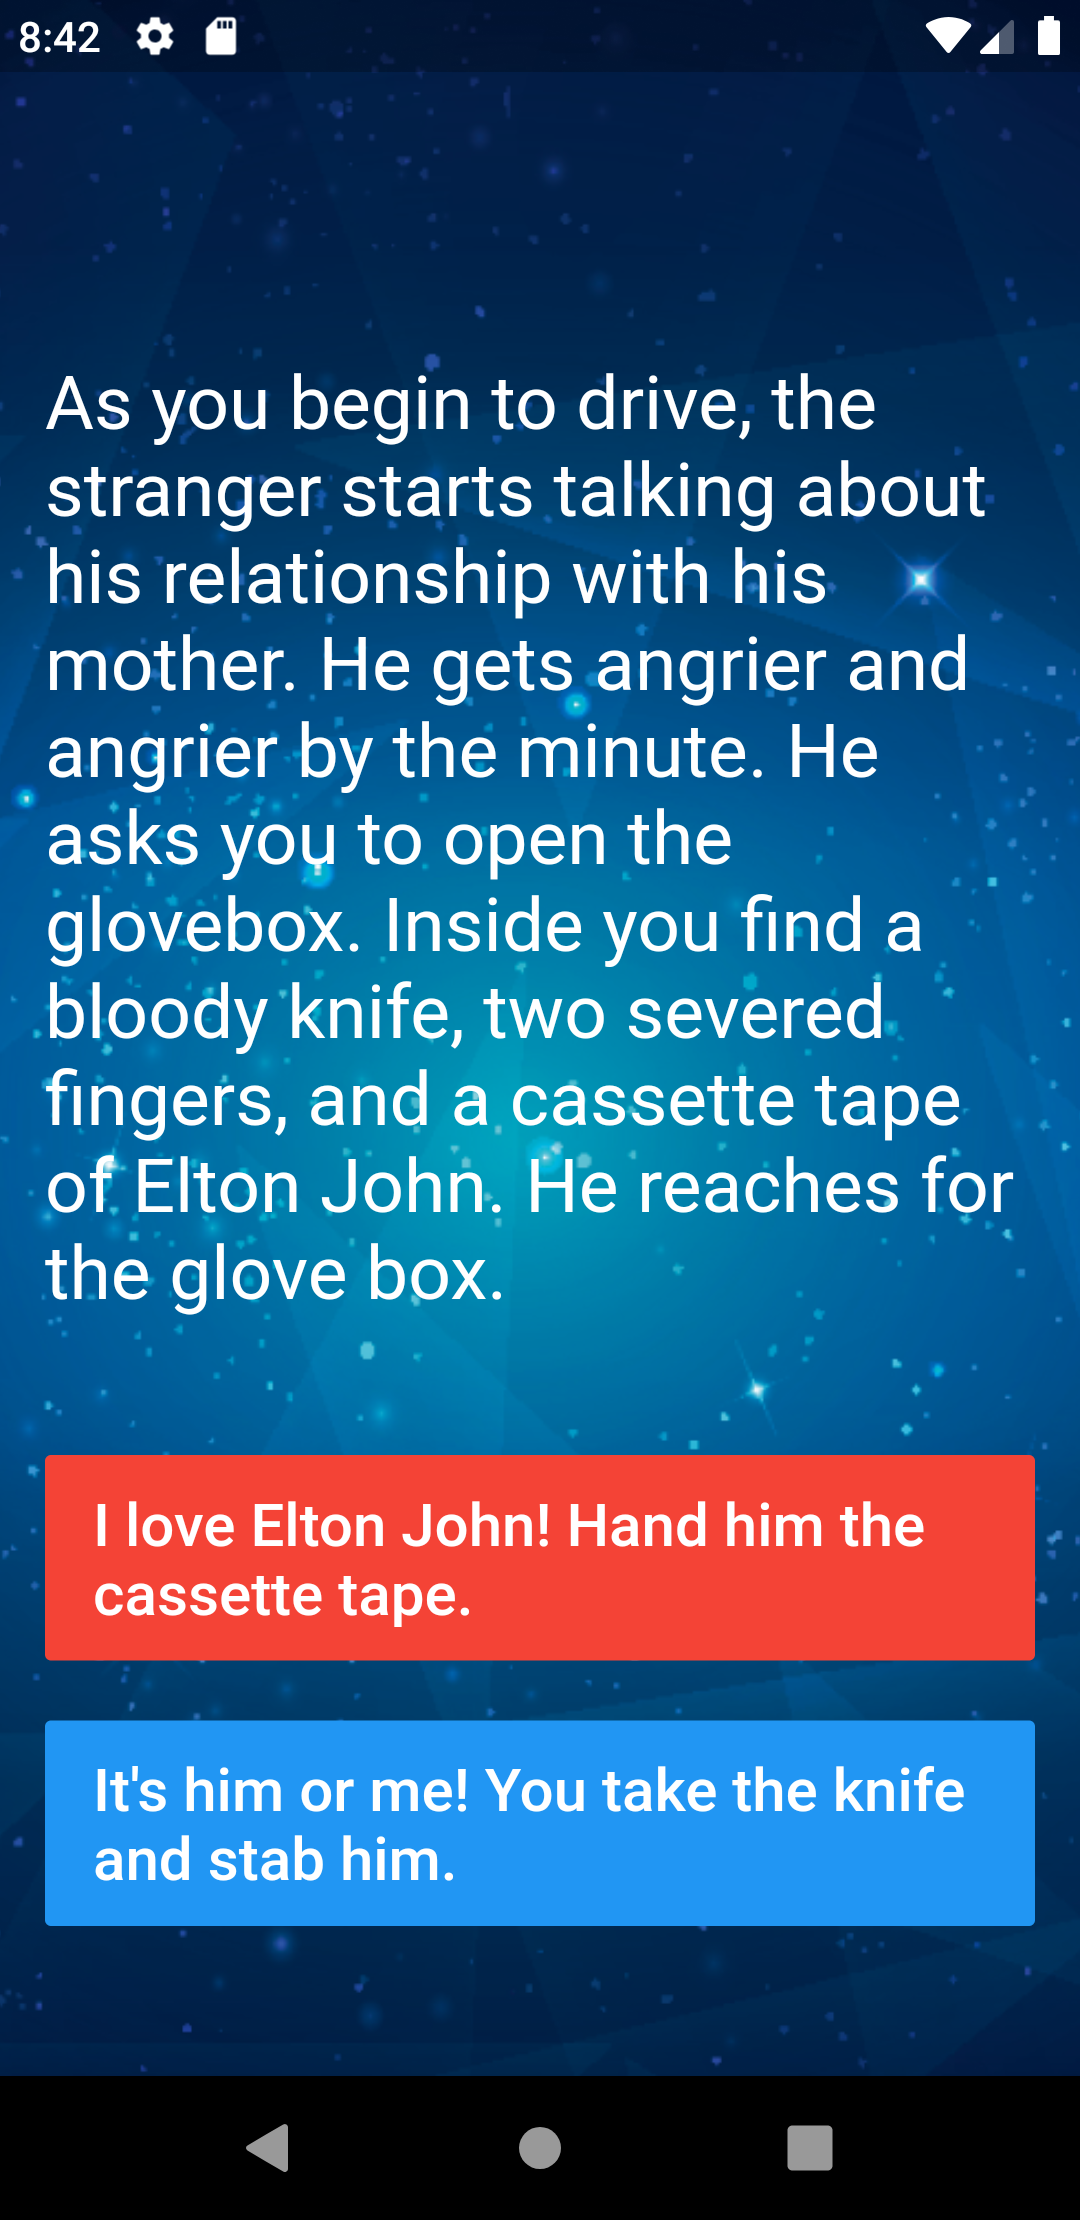 8:42
As you begin to drive, the
stranger starts talking about
his relationship with his
mother. He gets angrier and
angrier by the minute. He
asks you to open the
glovebox. Inside you find a
bloody knife, two severed
fingers, and a cassette tape
of Elton John. He reaches for
the glove box.
I love Elton John! Hand him the
cassette tape.
It's him or me! You take the knife
and stab him.